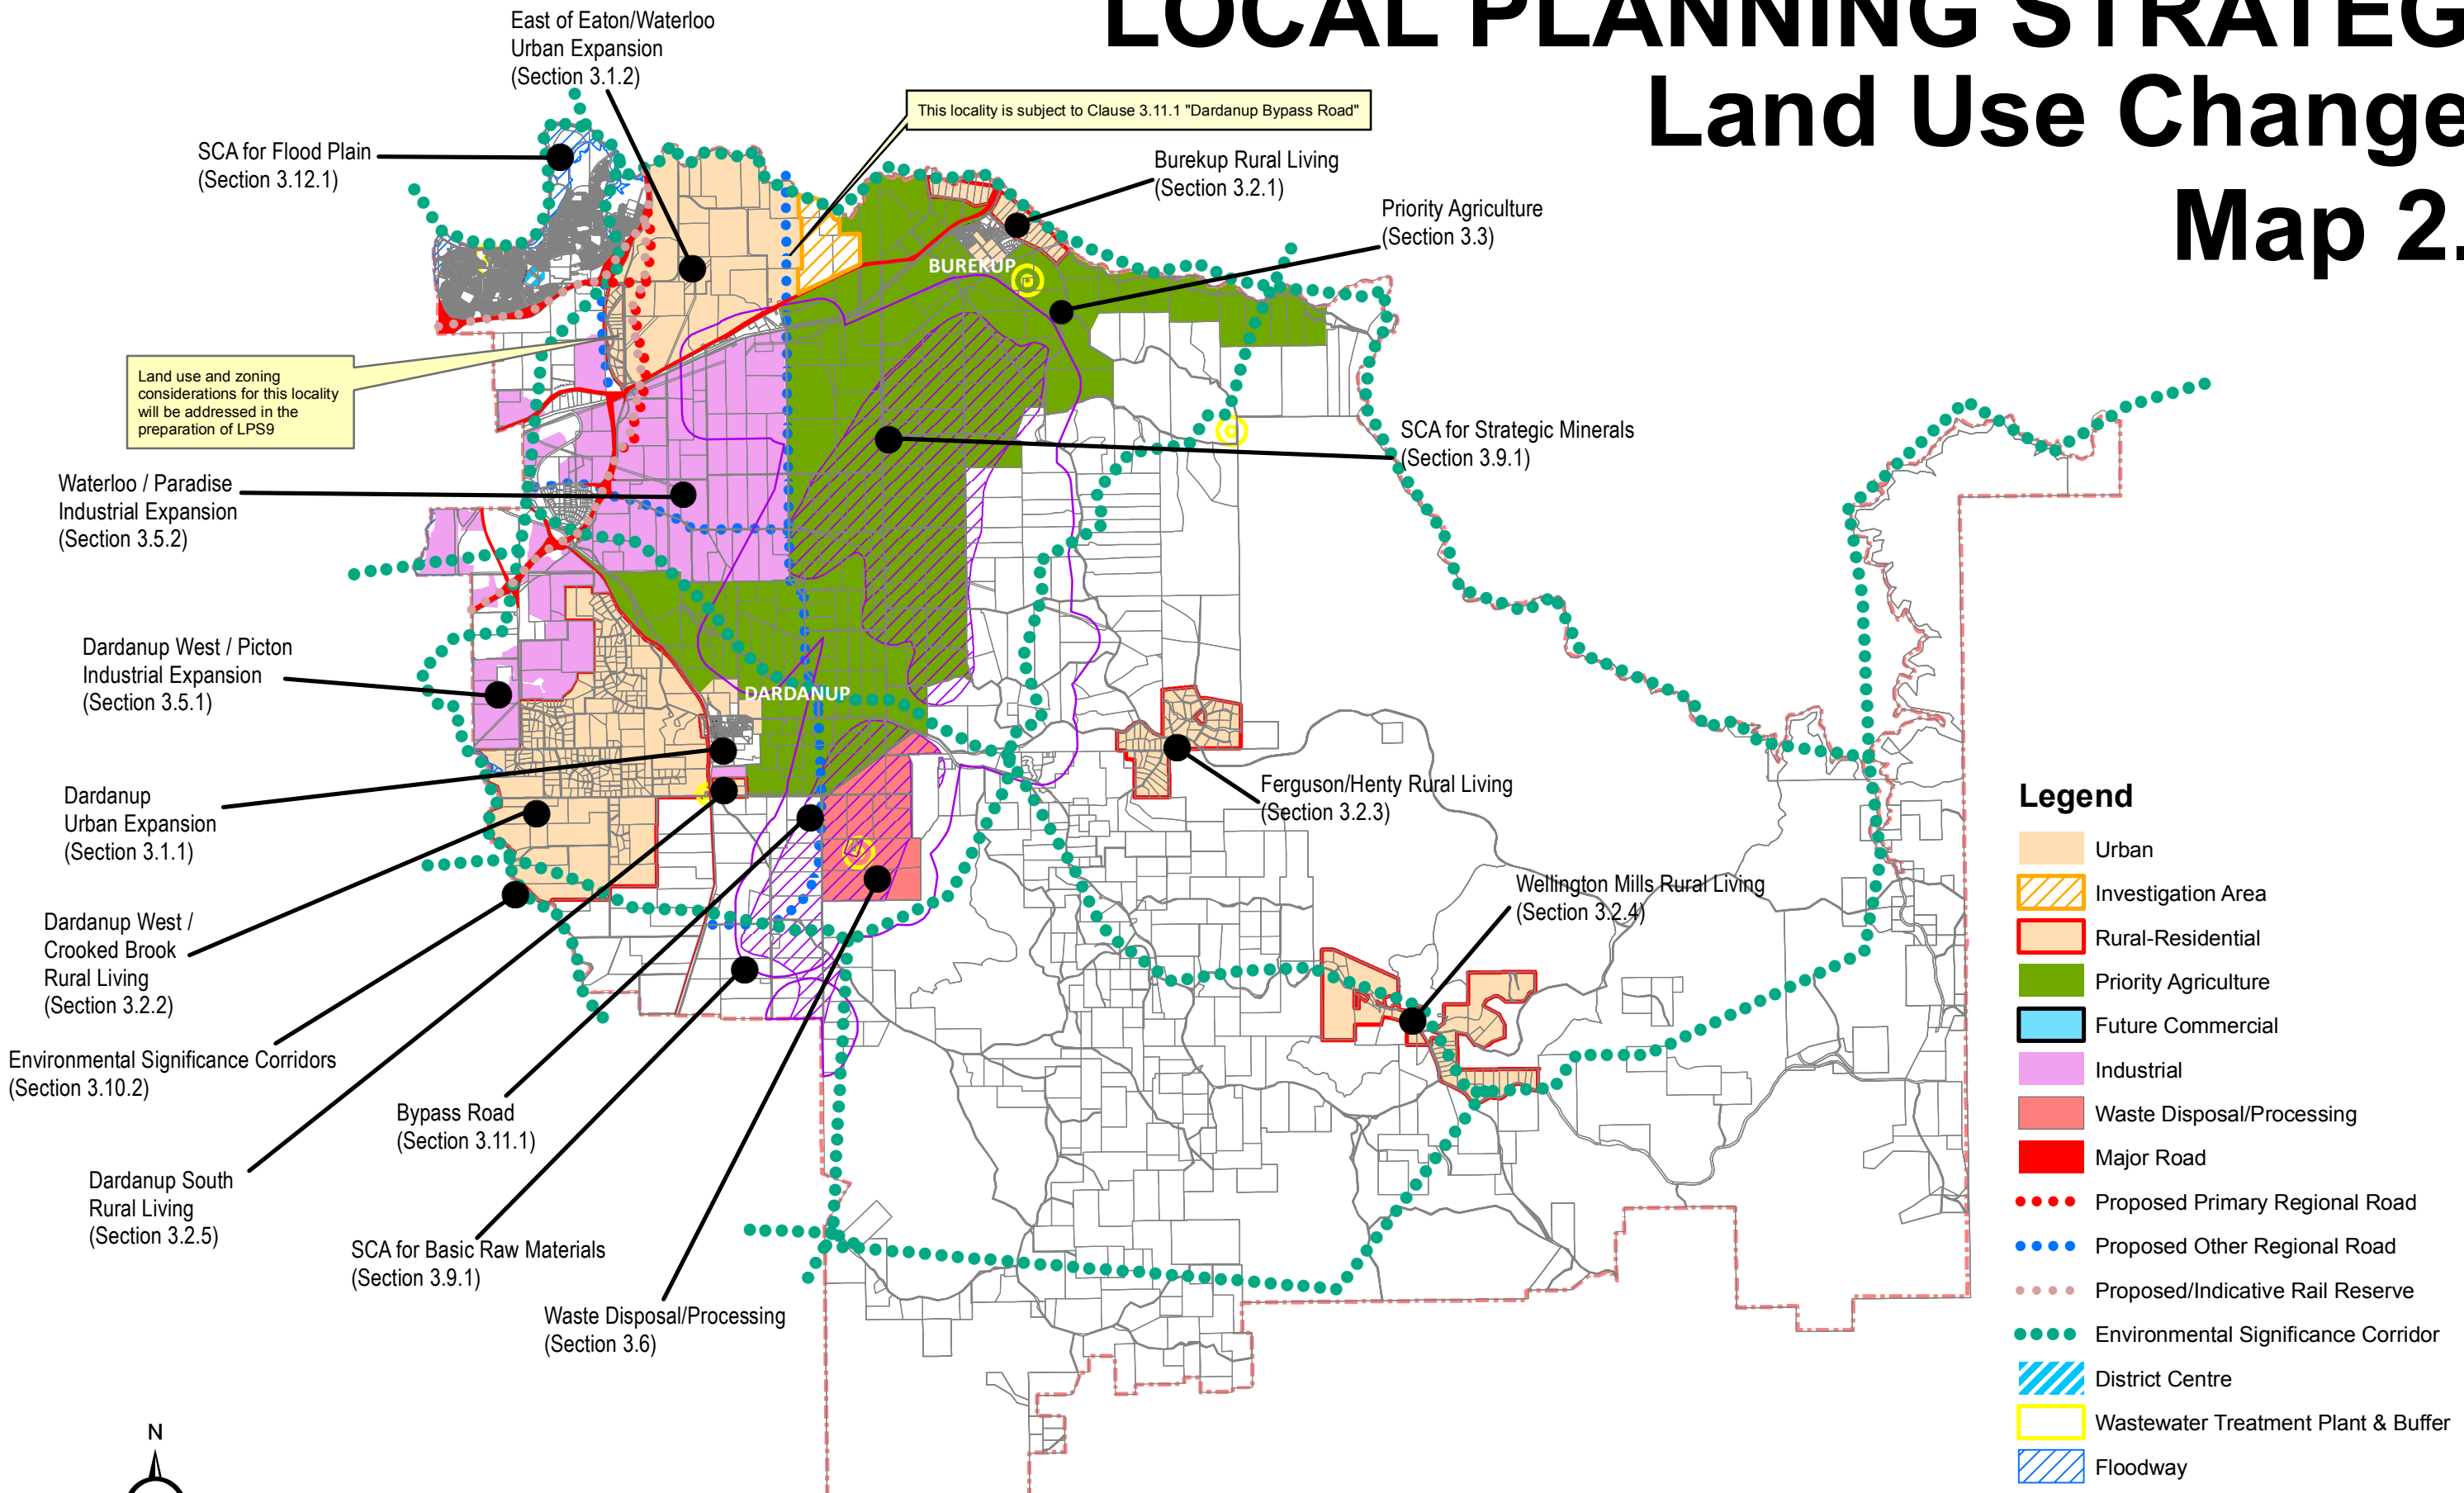 LOCAL PLANNING STRATEG
Land Use Change
Map 2.
East of Eaton/Waterloo
Urban Expansion
(Section 3.1.2)
This locality is subject to Clause 3.11.1 "Dardanup Bypass Road"
SCA for Flood Plain
(Section 3.12.1)
Burekup Rural Living
(Section 3.2.1)
Priority Agriculture
(Section 3.3)
BUREKUP
Land use and zoning
considerations for this locality
will be addressed in the
preparation of LPS9
SCA for Strategic Minerals
(Section 3.9.1)
Waterloo / Paradise
Industrial Expansion
(Section 3.5.2)
Dardanup West / Picton
Industrial Expansion
(Section 3.5.1)
DARDANUP
Dardanup
Urban Expansion
(Section 3.1.1)
Ferguson/Henty Rural Living
(Section 3.2.3)
Wellington Mills Rural Living
(Section 3.2.4)
Dardanup West /
Crooked Brook
Rural Living
(Section 3.2.2)
Environmental Significance Corridors
(Section 3.10.2)
Bypass Road
(Section 3.11.1)
Dardanup South
Rural Living
(Section 3.2.5)
SCA for Basic Raw Materials
(Section 3.9.1)
Waste Disposal/Processing
(Section 3.6)
N
Legend
Urban
Investigation Area
Rural-Residential
Priority Agriculture
Future Commercial
Industrial
Waste Disposal/Processing
Major Road
Proposed Primary Regional Road
Proposed Other Regional Road
Proposed/Indicative Rail Reserve
Environmental Significance Corridor
District Centre
Wastewater Treatment Plant & Buffer
Floodway